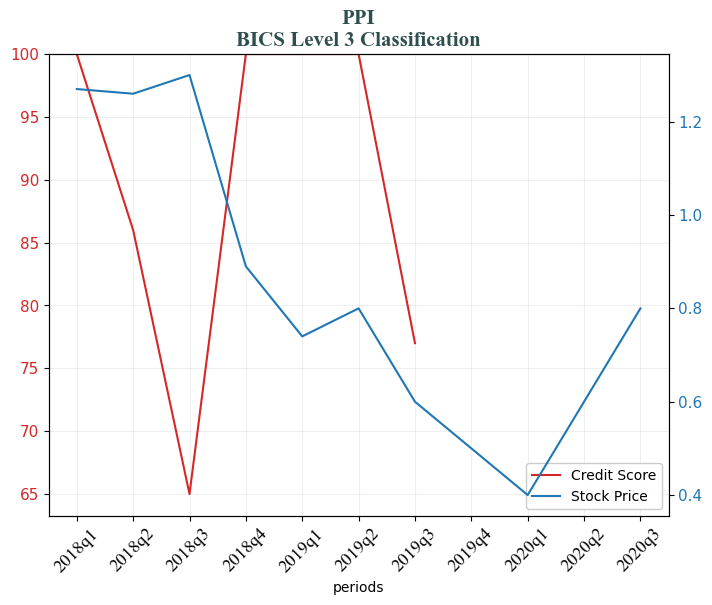 PPI
BICS Level 3 Classification
100
95
90
85
80
75
70
65
1.2
1.0
0.8
0.6
0.4
Credit Score
Stock Price
2018q1
2018q2
2018q3
2018q4
2019q1
2019q2
2019q3
2019q4
2020q1
2020q2
2020q3
periods